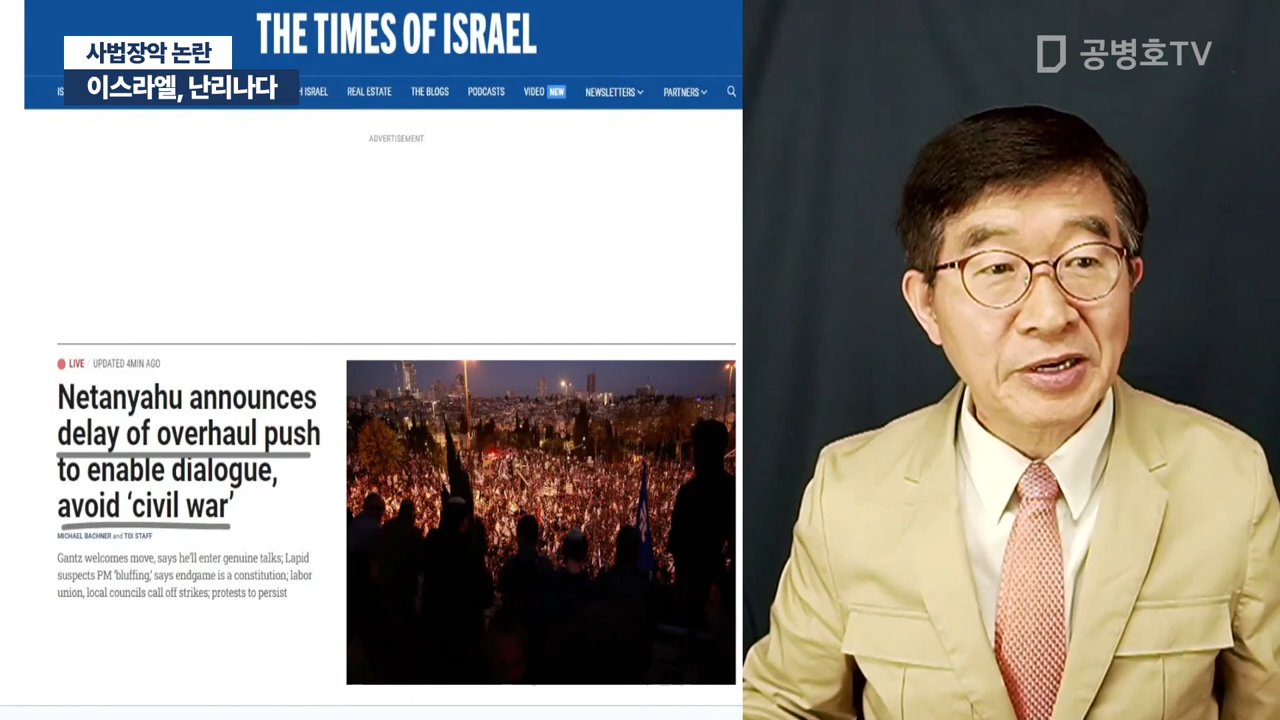 THE TIMES OF ISRAEL
사법장악 논란
이스라엘, 난리나다
IS
H ISRAEL
REAL ESTATE
THE BLOGS
PODCASTS
VIDEO NEW
NEWSLETTERS
PARTNERS
공병호TV
ADVERTISEMENT
LIVE UPDATED 4MIN AGO
Netanyahu announces
delay of overhaul push
to enable dialogue,
avoid ‘civil war’
MICHAEL BACHNER and TOI STAFF
Gantz welcomes move, says he’ll enter genuine talks; Lapid
suspects PM ‘bluffing,’ says endgame is a constitution; labor
union, local councils call off strikes; protests to persist